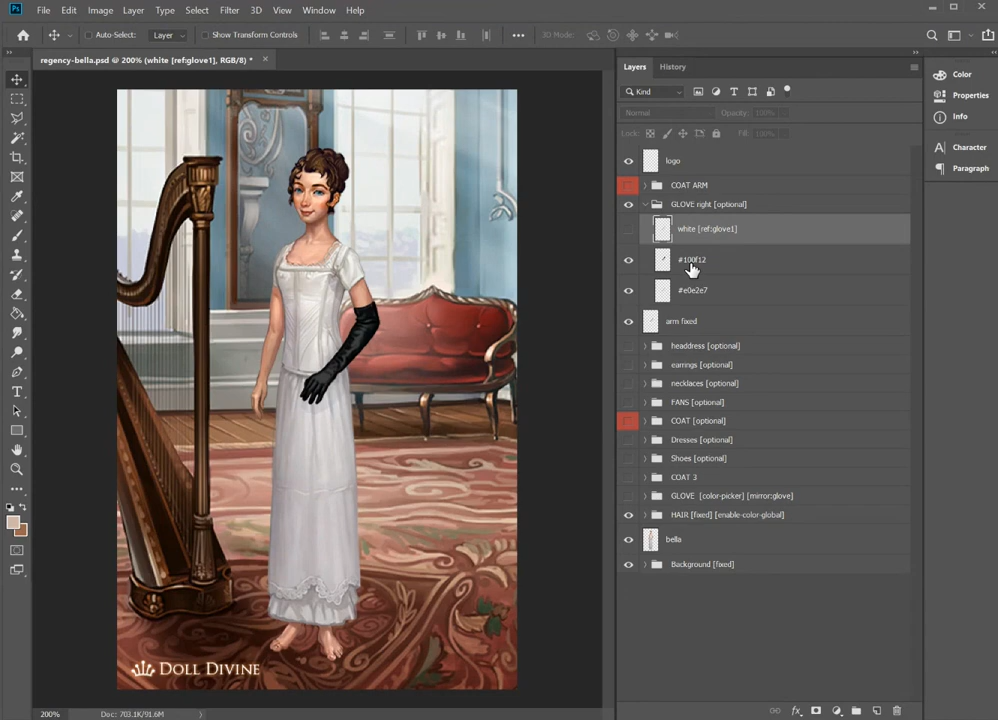 Ps File Edit Image Layer Type Select Filter 3D View Window Help
Auto-Select: Layer Show Transform Controls 3D Mode:
regency-bella.psd @ 200% (white [ref:glove1], RGB/8) *
Layers History
Kind
Normal Opacity: 100%
Lock: Fill: 100%
logo
COAT ARM
GLOVE right [optional]
white [ref:glove1]
#100f12
#e0e2e7
arm fixed
headdress [optional]
earrings [optional]
necklaces [optional]
FANS [optional]
COAT [optional]
Dresses [optional]
Shoes [optional]
COAT 3
GLOVE [color-picker] [mirror:glove]
HAIR [fixed] [enable-color-global]
bella
Background [fixed]
Color
Properties
Info
Character
Paragraph
DOLL DIVINE
200% Doc: 703.1K/91.6M
fx